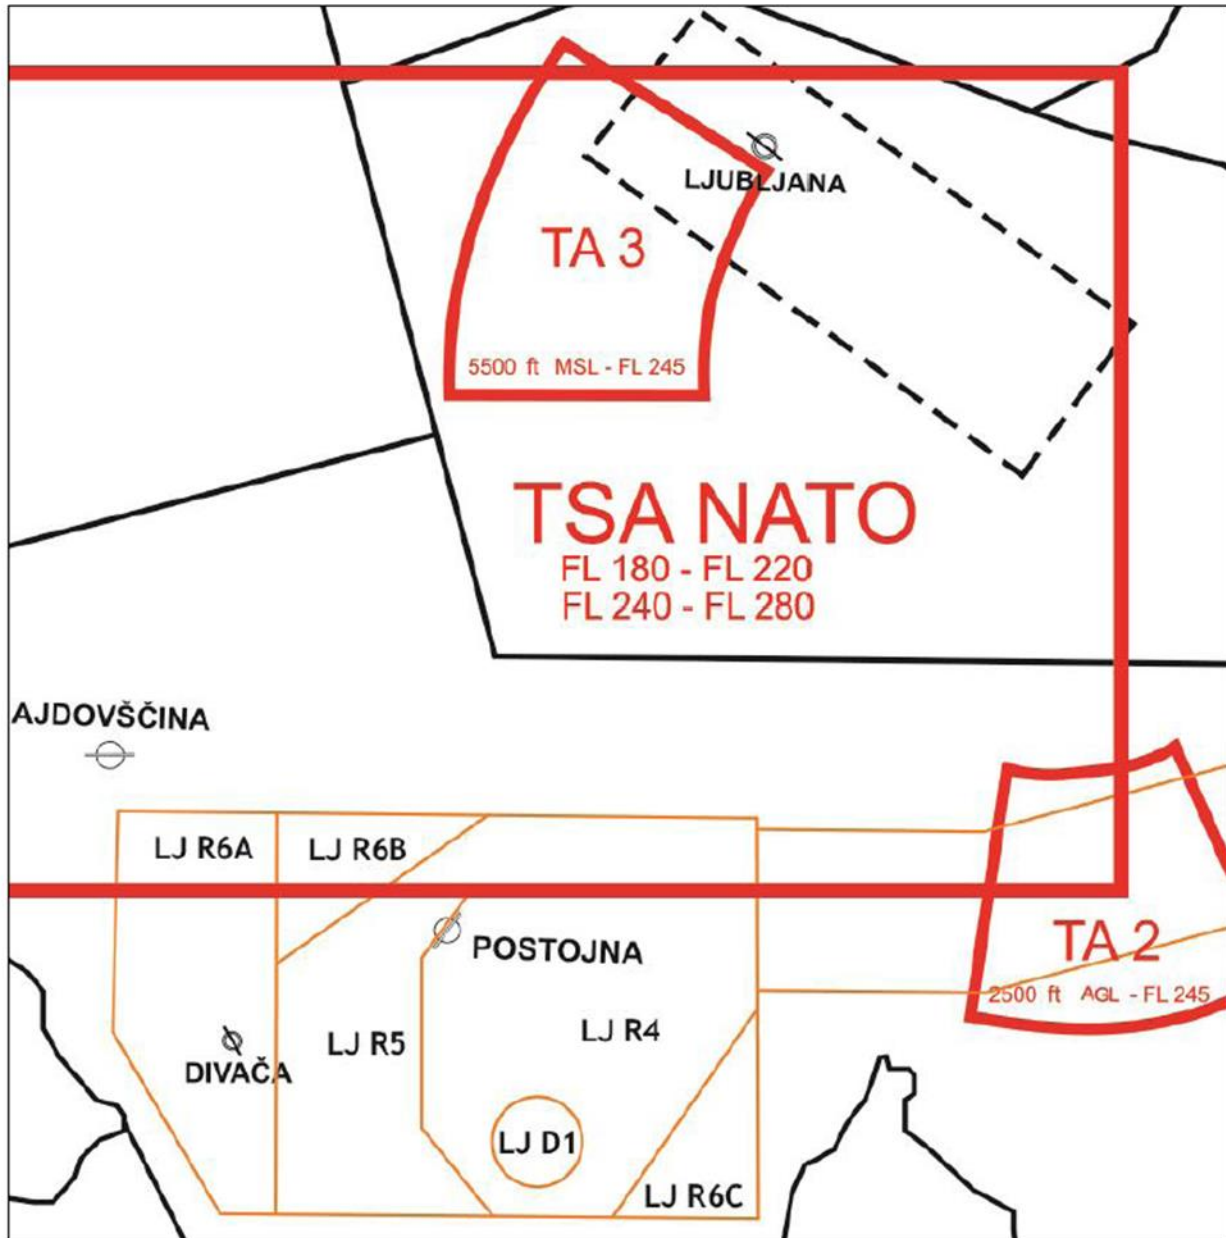 LJUBLJANA
TA 3
5500 ft MSL - FL 245
TSA NATO
FL 180 - FL 220
FL 240 - FL 280
AJDOVŠČINA
LJ R6A
LJ R6B
POSTOJNA
TA 2
2500 ft AGL - FL 245
LJ R5
LJ R4
DIVAČA
LJ D1
LJ R6C